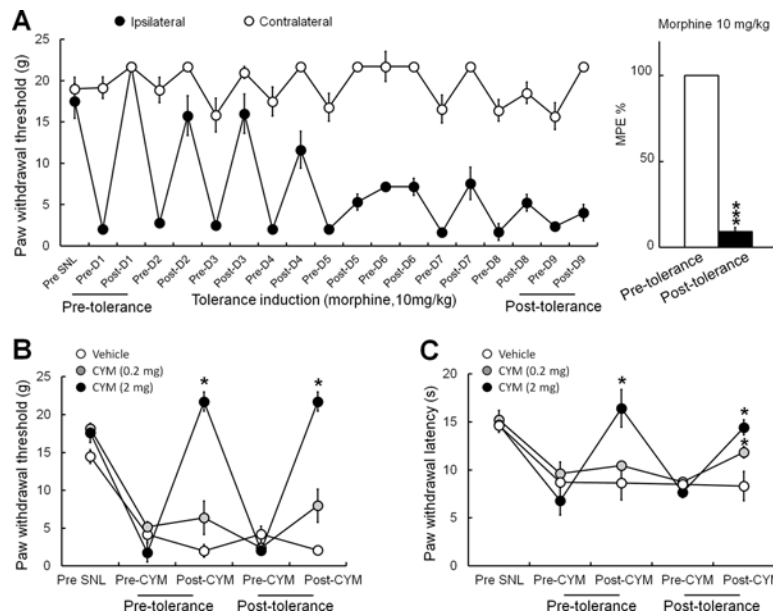 A
Ipsilateral
Contralateral
Morphine 10 mg/kg
Paw withdrawal threshold (g)
25
20
15
10
5
0
Pre SNL
Pre-D1
Post-D1
Pre-D2
Post-D2
Pre-D3
Post-D3
Pre-D4
Post-D4
Pre-D5
Post-D5
Pre-D6
Post-D6
Pre-D7
Post-D7
Pre-D8
Post-D8
Pre-D9
Post-D9
Pre-tolerance
Tolerance induction (morphine,10mg/kg)
Post-tolerance
MPE %
100
50
0
***
Pre-tolerance
Post-tolerance
B
Vehicle
CYM (0.2 mg)
CYM (2 mg)
Paw withdrawal threshold (g)
25
20
15
10
5
0
*
*
Pre SNL
Pre-CYM
Post-CYM
Pre-CYM
Post-CYM
Pre-tolerance
Post-tolerance
C
Vehicle
CYM (0.2 mg)
CYM (2 mg)
Paw withdrawal latency (s)
20
15
10
5
0
*
*
*
Pre SNL
Pre-CYM
Post-CYM
Pre-CYM
Post-CYM
Pre-tolerance
Post-tolerance